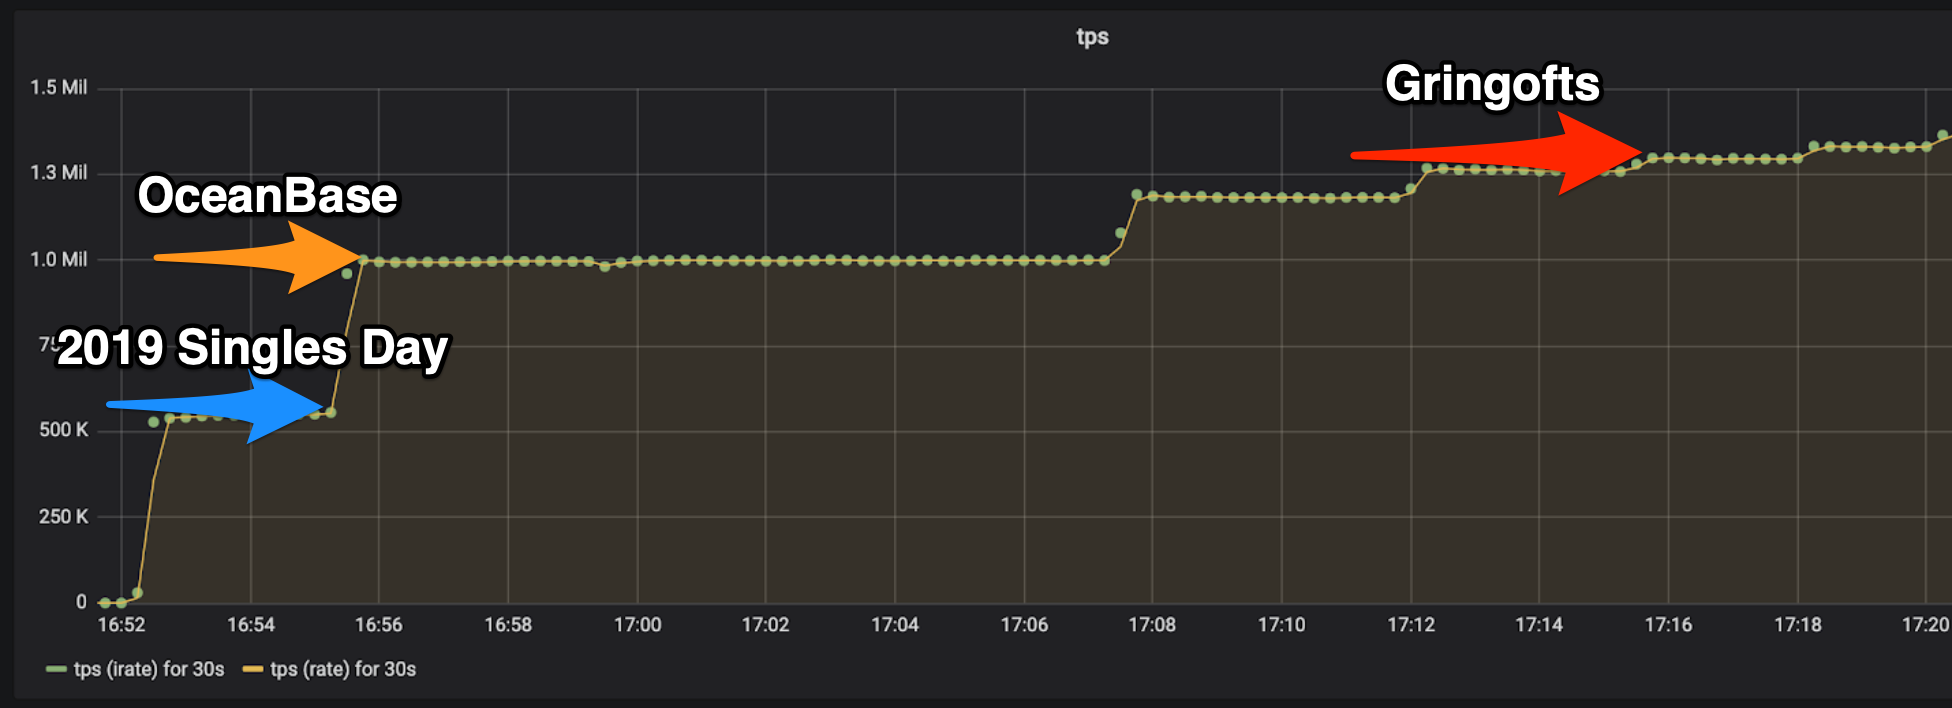 tps
1.5 Mil
Gringofts
1.3 Mil
OceanBase
1.0 Mil
2019 Singles Day
500 K
250 K
0
16:52 16:54 16:56 16:58 17:00 17:02 17:04 17:06 17:08 17:10 17:12 17:14 17:16 17:18 17:20
tps (irate) for 30s tps (rate) for 30s